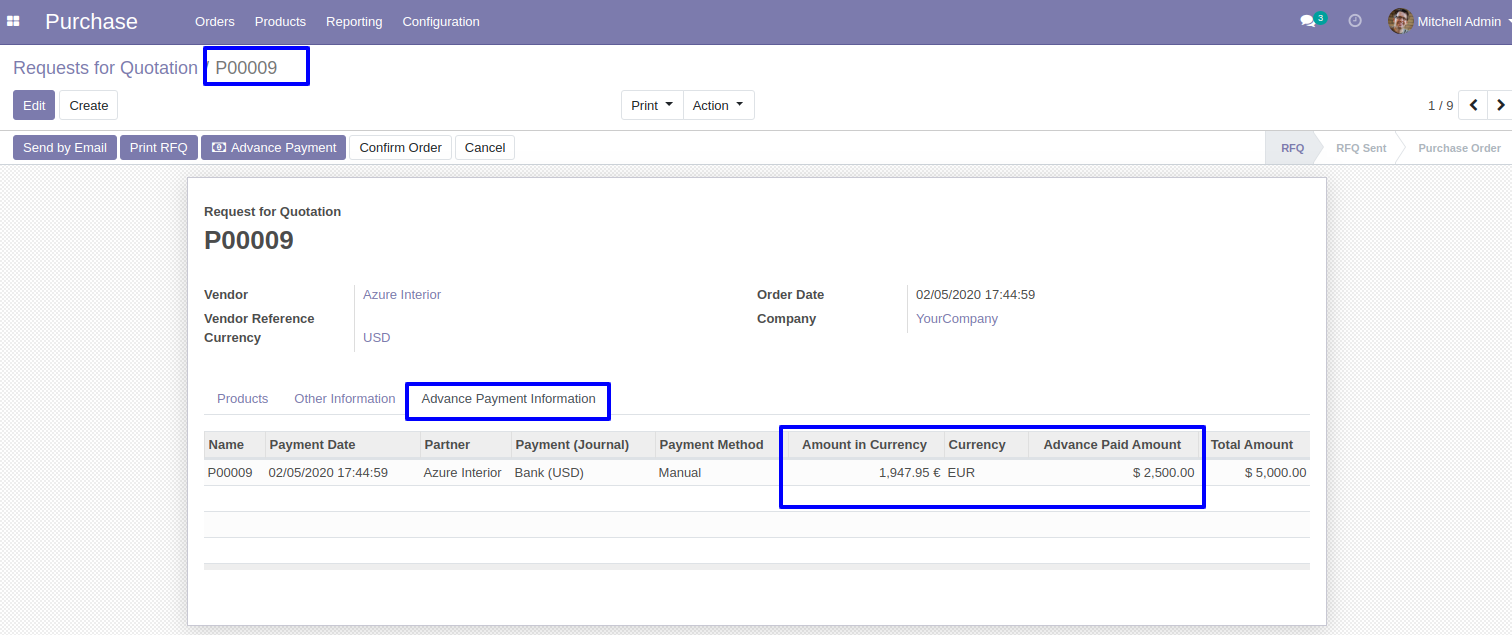 Purchase Orders Products Reporting Configuration 3 Mitchell Admin
Requests for Quotation / P00009
Edit Create Print Action 1 / 9
Send by Email Print RFQ Advance Payment Confirm Order Cancel RFQ RFQ Sent Purchase Order
Request for Quotation
P00009
Vendor Azure Interior Order Date 02/05/2020 17:44:59
Vendor Reference Company YourCompany
Currency USD
Products Other Information Advance Payment Information
Name Payment Date Partner Payment (Journal) Payment Method Amount in Currency Currency Advance Paid Amount Total Amount
P00009 02/05/2020 17:44:59 Azure Interior Bank (USD) Manual 1,947.95 € EUR $ 2,500.00 $ 5,000.00